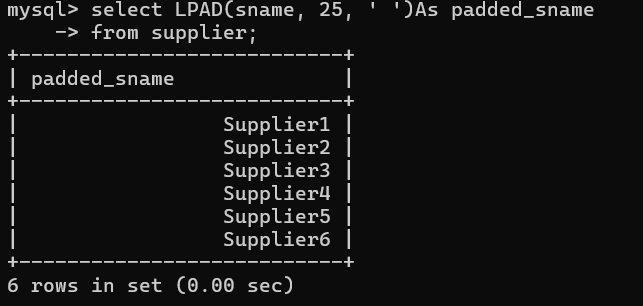 mysql> select LPAD(sname, 25, ' ')As padded_sname
    -> from supplier;
+---------------------------+
| padded_sname              |
+---------------------------+
|                 Supplier1 |
|                 Supplier2 |
|                 Supplier3 |
|                 Supplier4 |
|                 Supplier5 |
|                 Supplier6 |
+---------------------------+
6 rows in set (0.00 sec)